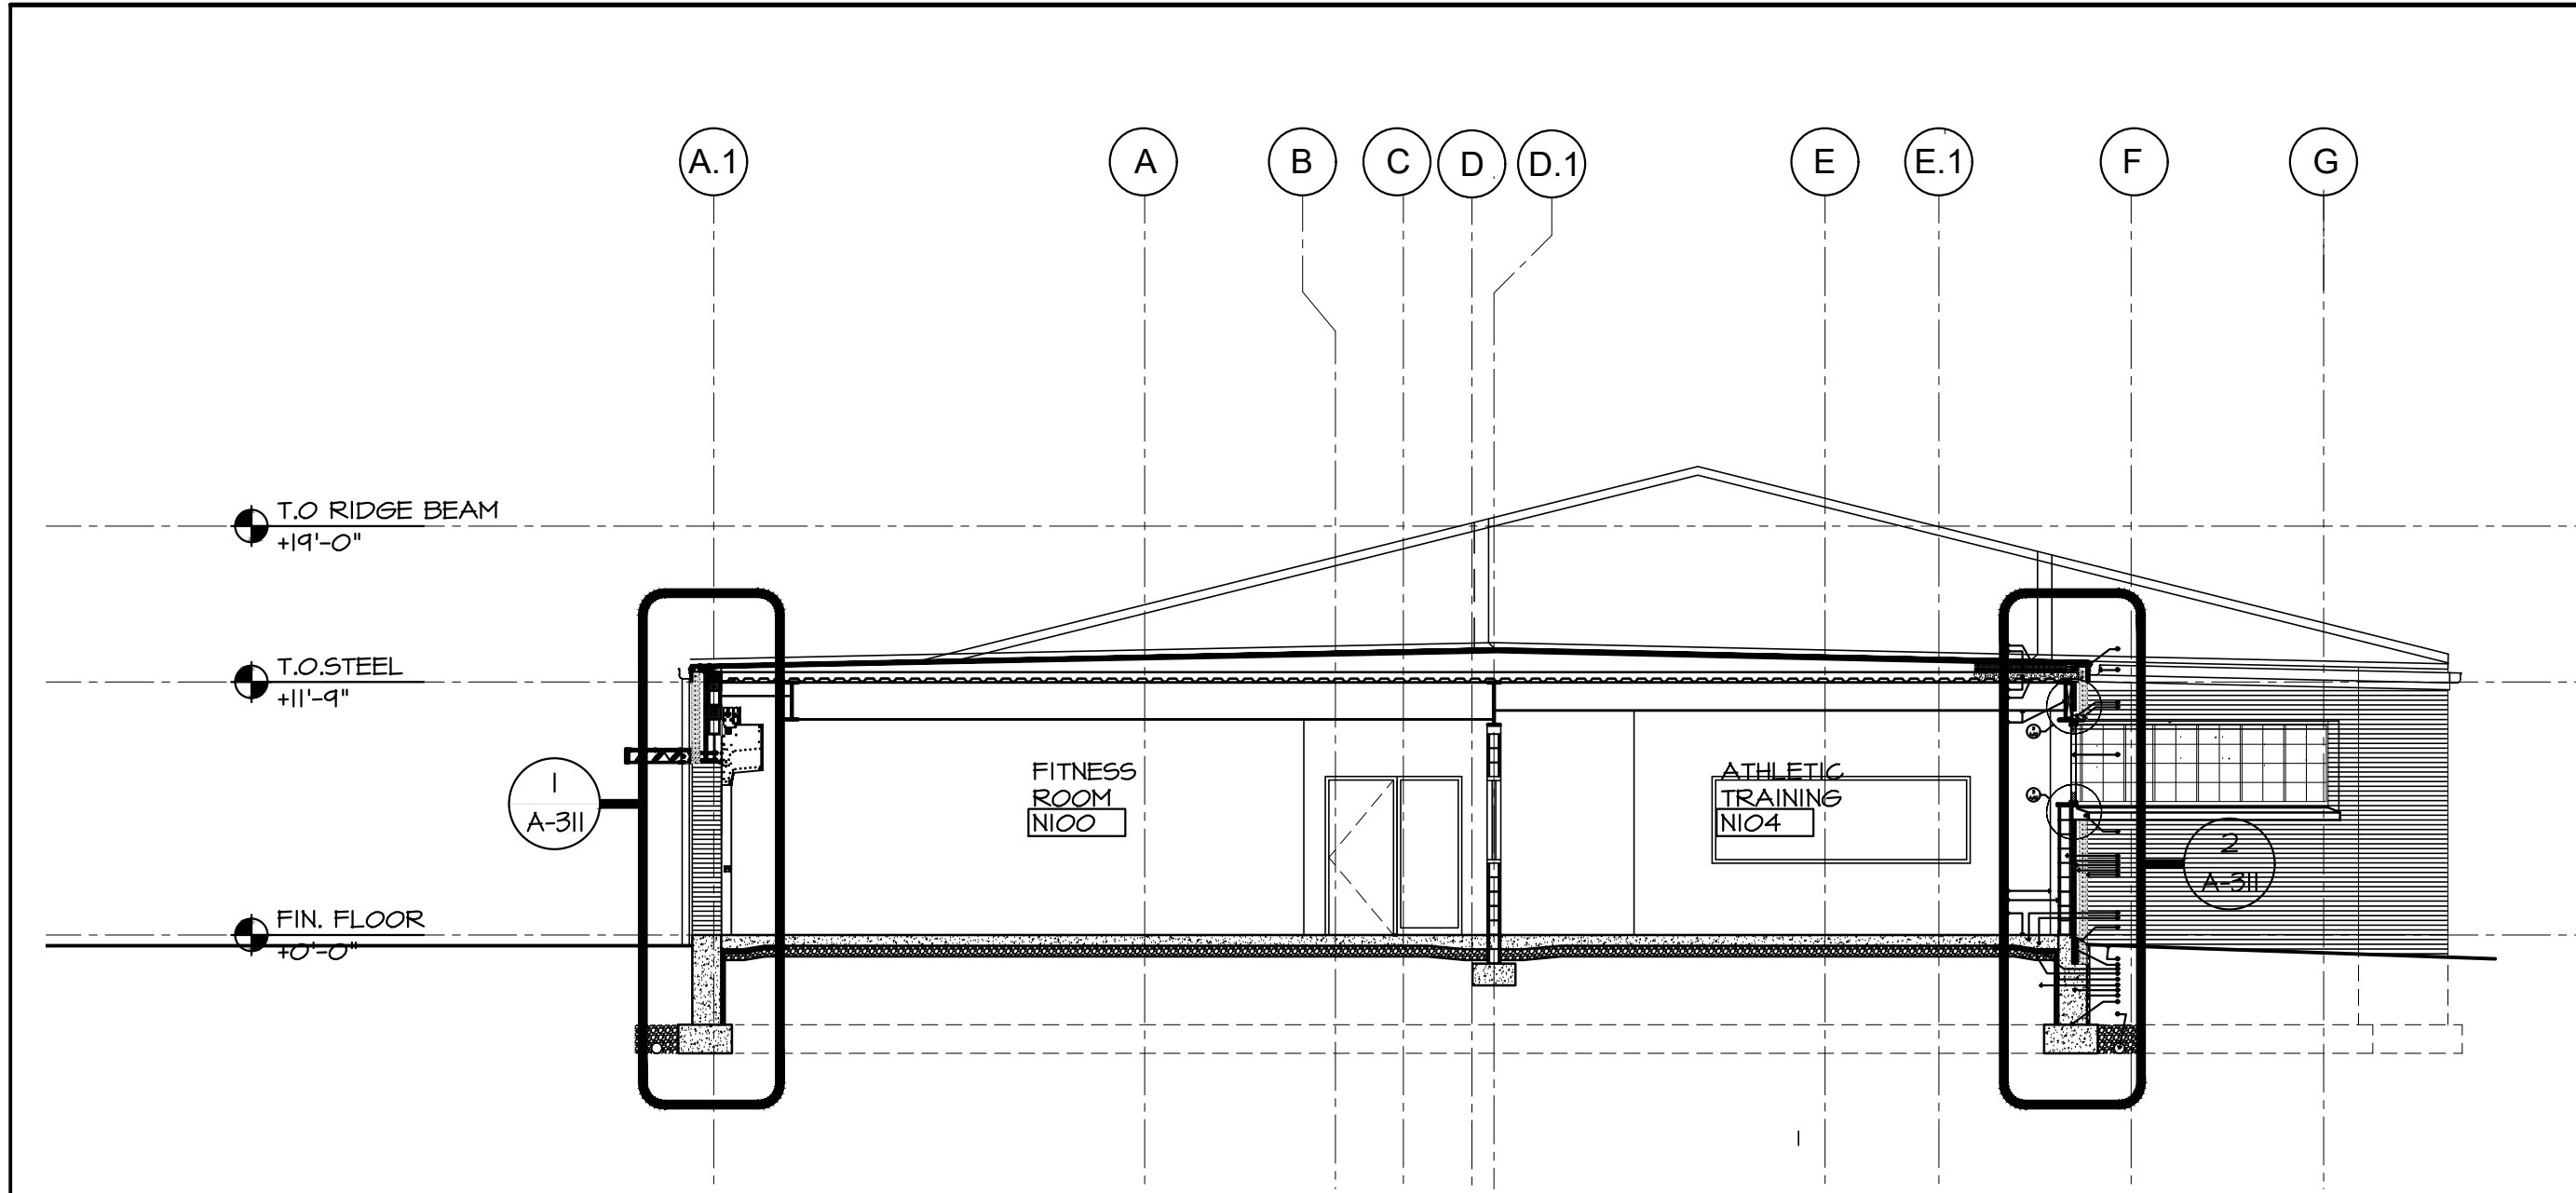 A.1
A
B
C
D
D.1
E
E.1
F
G
T.O RIDGE BEAM
+19'-0"
T.O.STEEL
+11'-9"
FITNESS
ROOM
N100
ATHLETIC
TRAINING
N104
1
A-311
2
A-311
FIN. FLOOR
+0'-0"